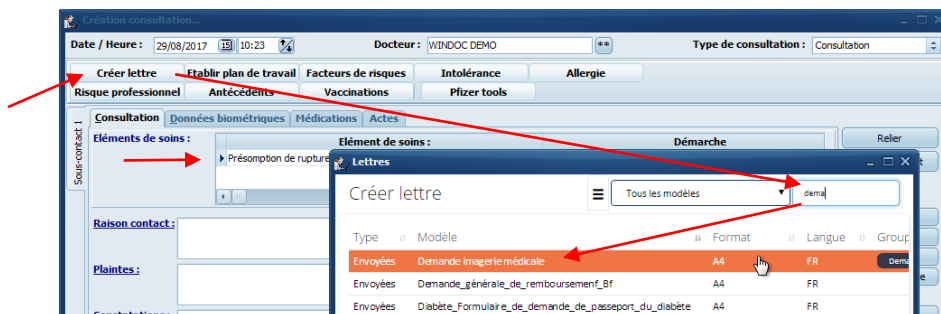 Création consultation...
Date / Heure : 29/08/2017 15 10:23 Docteur : WINDOC DEMO ** Type de consultation : Consultation
Créer lettre Etablir plan de travail Facteurs de risques Intolérance Allergie
Risque professionnel Antécédents Vaccinations Pfizer tools
Sous-contact 1
Consultation Données biométriques Médications Actes
Eléments de soins : Elément de soins : Démarche Relier
Présomption de rupture
Lettres
Créer lettre Tous les modèles dema
Raison contact :
Type Modèle Format Langue Group
Envoyées Demande imagerie médicale A4 FR Dema
Plaintes :
Envoyées Demande_générale_de_remboursemenf_Bf A4 FR
Envoyées Diabète_Formulaire_de_demande_de_passeport_du_diabète A4 FR